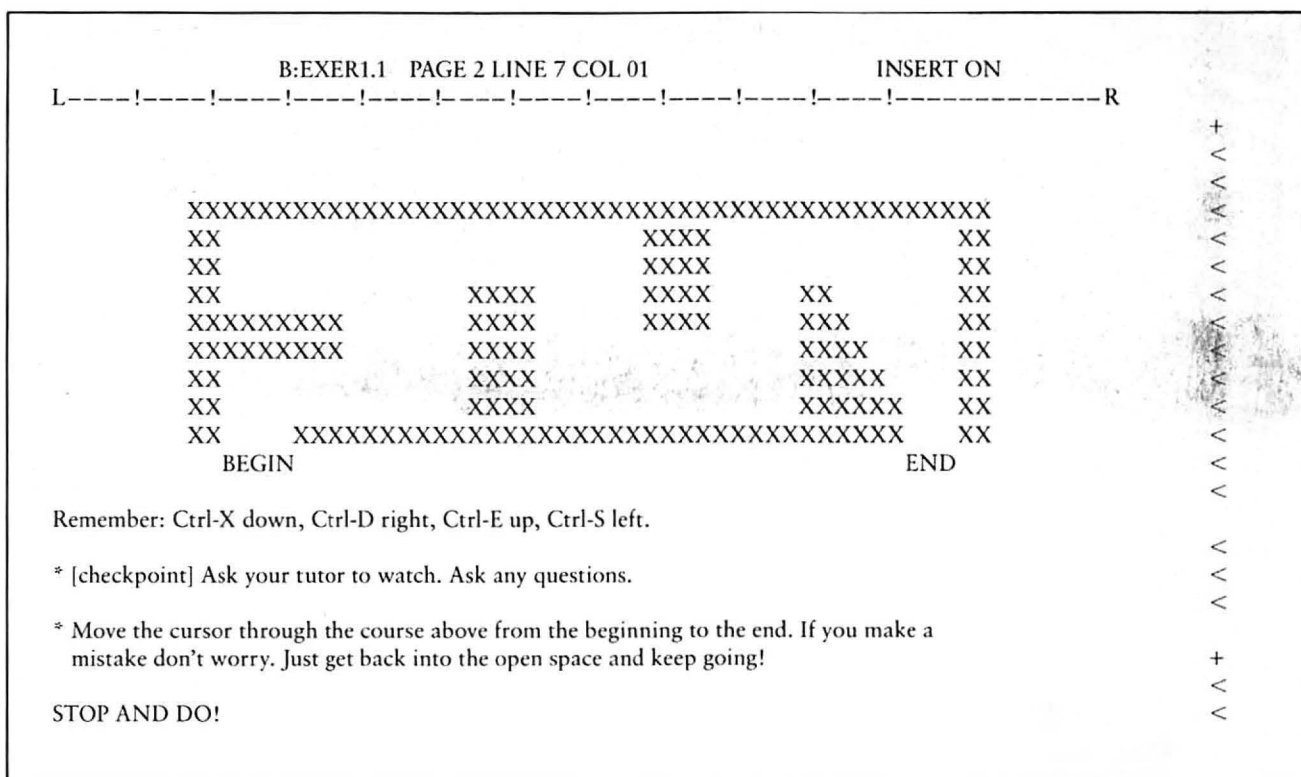 B:EXER1.1 PAGE 2 LINE 7 COL 01 INSERT ON
L----!----!----!----!----!----!----!----!----!----!----!--------------R
+
<
<
XXXXXXXXXXXXXXXXXXXXXXXXXXXXXXXXXXXXXXXXXXXXXX <
XX XXXX XX <
XX XXXX XX <
XX XXXX XXXX XX XX <
XXXXXXXXX XXXX XXXX XXX XX <
XXXXXXXXX XXXX XXXX XX <
XX XXXX XXXXX XX <
XX XXXX XXXXXX XX <
XX XXXXXXXXXXXXXXXXXXXXXXXXXXXXXXXXXXX XX <
BEGIN END <
<
Remember: Ctrl-X down, Ctrl-D right, Ctrl-E up, Ctrl-S left.
<
* [checkpoint] Ask your tutor to watch. Ask any questions. <
<
* Move the cursor through the course above from the beginning to the end. If you make a
mistake don't worry. Just get back into the open space and keep going! +
<
STOP AND DO! <